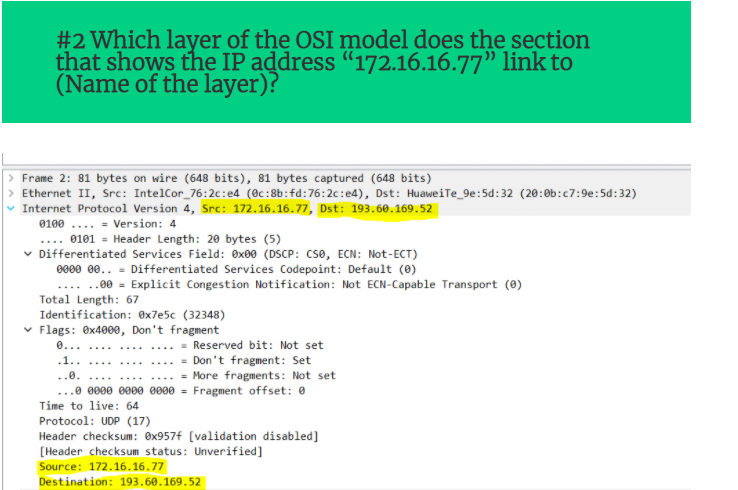 #2 Which layer of the OSI model does the section
that shows the IP address “172.16.16.77” link to
(Name of the layer)?
> Frame 2: 81 bytes on wire (648 bits), 81 bytes captured (648 bits)
> Ethernet II, Src: IntelCor_76:2c:e4 (0c:8b:fd:76:2c:e4), Dst: HuaweiTe_9e:5d:32 (20:0b:c7:9e:5d:32)
Internet Protocol Version 4, Src: 172.16.16.77, Dst: 193.60.169.52
0100 .... = Version: 4
.... 0101 = Header Length: 20 bytes (5)
Differentiated Services Field: 0x00 (DSCP: CS0, ECN: Not-ECT)
0000 00.. = Differentiated Services Codepoint: Default (0)
.... ..00 = Explicit Congestion Notification: Not ECN-Capable Transport (0)
Total Length: 67
Identification: 0x7e5c (32348)
Flags: 0x4000, Don't fragment
0... .... .... .... = Reserved bit: Not set
.1.. .... .... .... = Don't fragment: Set
..0. .... .... .... = More fragments: Not set
...0 0000 0000 0000 = Fragment offset: 0
Time to live: 64
Protocol: UDP (17)
Header checksum: 0x957f [validation disabled]
[Header checksum status: Unverified]
Source: 172.16.16.77
Destination: 193.60.169.52